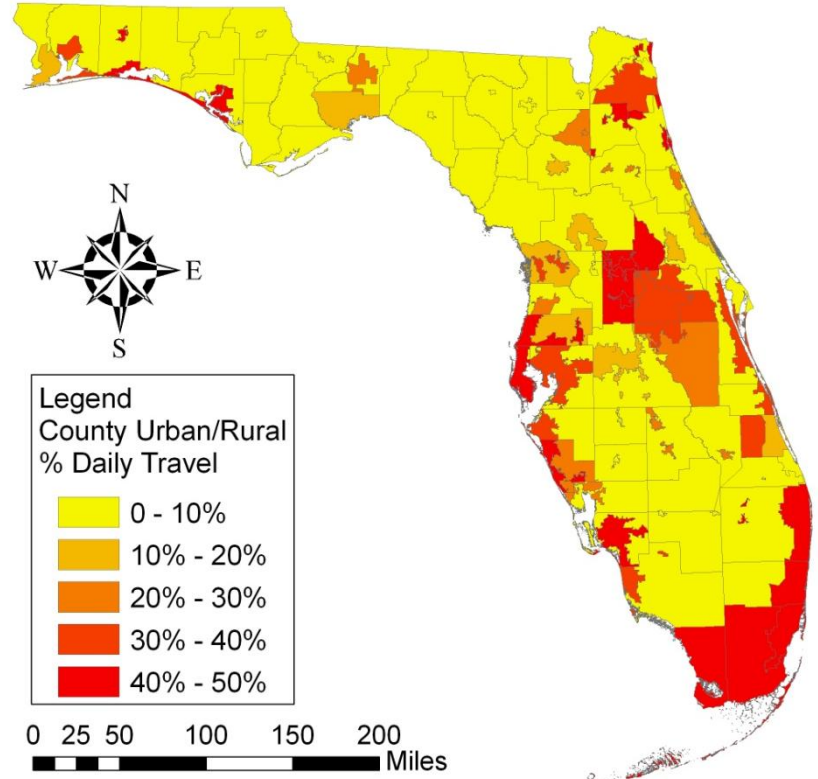 N
W E
S
Legend
County Urban/Rural
% Daily Travel
0 - 10%
10% - 20%
20% - 30%
30% - 40%
40% - 50%
0 25 50 100 150 200
Miles